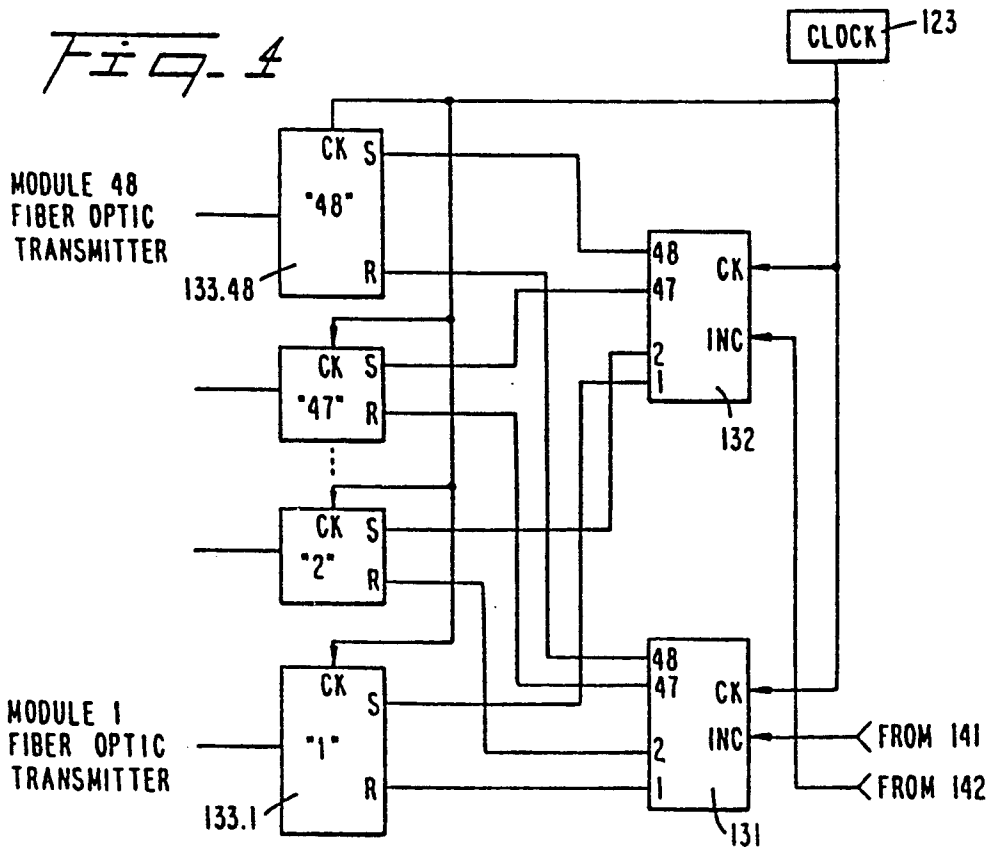 Fig. 4
CLOCK
123
MODULE 48
FIBER OPTIC
TRANSMITTER
CK S
"48"
R
133.48
CK S
"47"
R
CK S
"2"
R
MODULE 1
FIBER OPTIC
TRANSMITTER
CK S
"1"
R
133.1
48
47
2
1
CK
INC
132
48
47
2
1
CK
INC
131
FROM 141
FROM 142